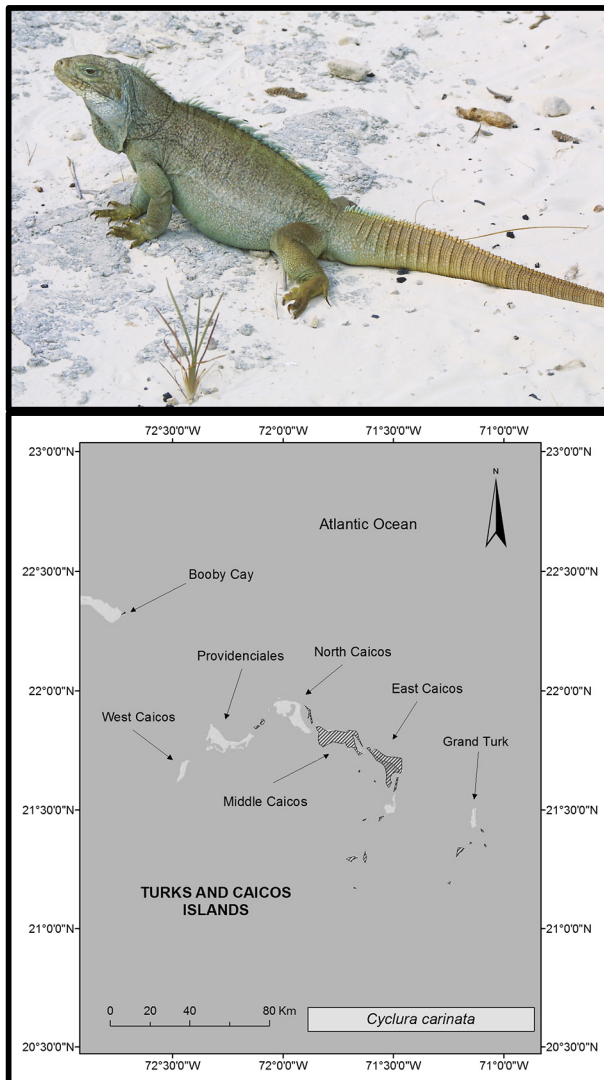 72°30'0"W 72°0'0"W 71°30'0"W 71°0'0"W
23°0'0"N 23°0'0"N
N
Atlantic Ocean
22°30'0"N 22°30'0"N
Booby Cay
Providenciales
North Caicos
22°0'0"N 22°0'0"N
East Caicos
West Caicos
Grand Turk
Middle Caicos
21°30'0"N 21°30'0"N
TURKS AND CAICOS
ISLANDS
21°0'0"N 21°0'0"N
0 20 40 80 Km
Cyclura carinata
20°30'0"N 20°30'0"N
72°30'0"W 72°0'0"W 71°30'0"W 71°0'0"W